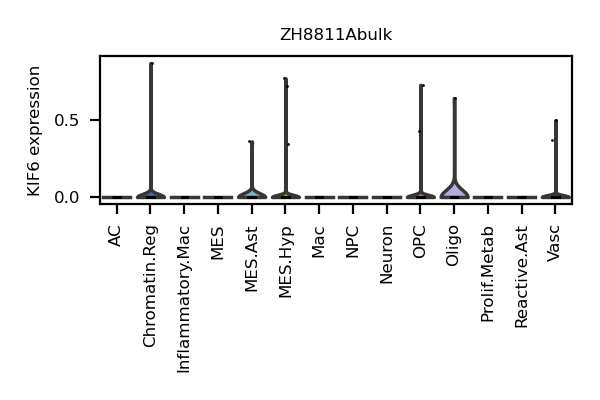 ZH8811Abulk
KIF6 expression
0.5
0.0
AC
Chromatin.Reg
Inflammatory.Mac
MES
MES.Ast
MES.Hyp
Mac
NPC
Neuron
OPC
Oligo
Prolif.Metab
Reactive.Ast
Vasc